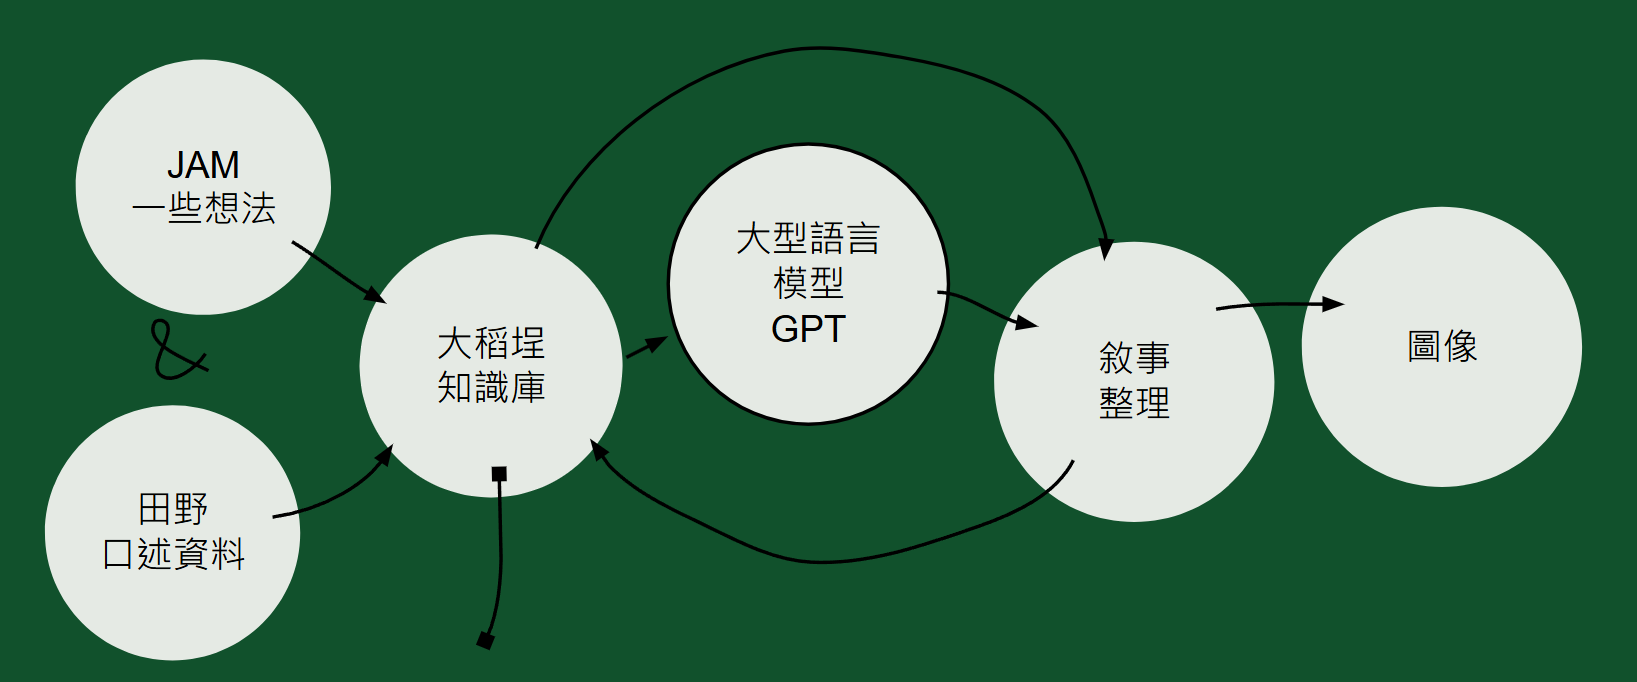 JAM
一些想法
&
田野
口述資料
大稻埕
知識庫
大型語言
模型
GPT
敘事
整理
圖像